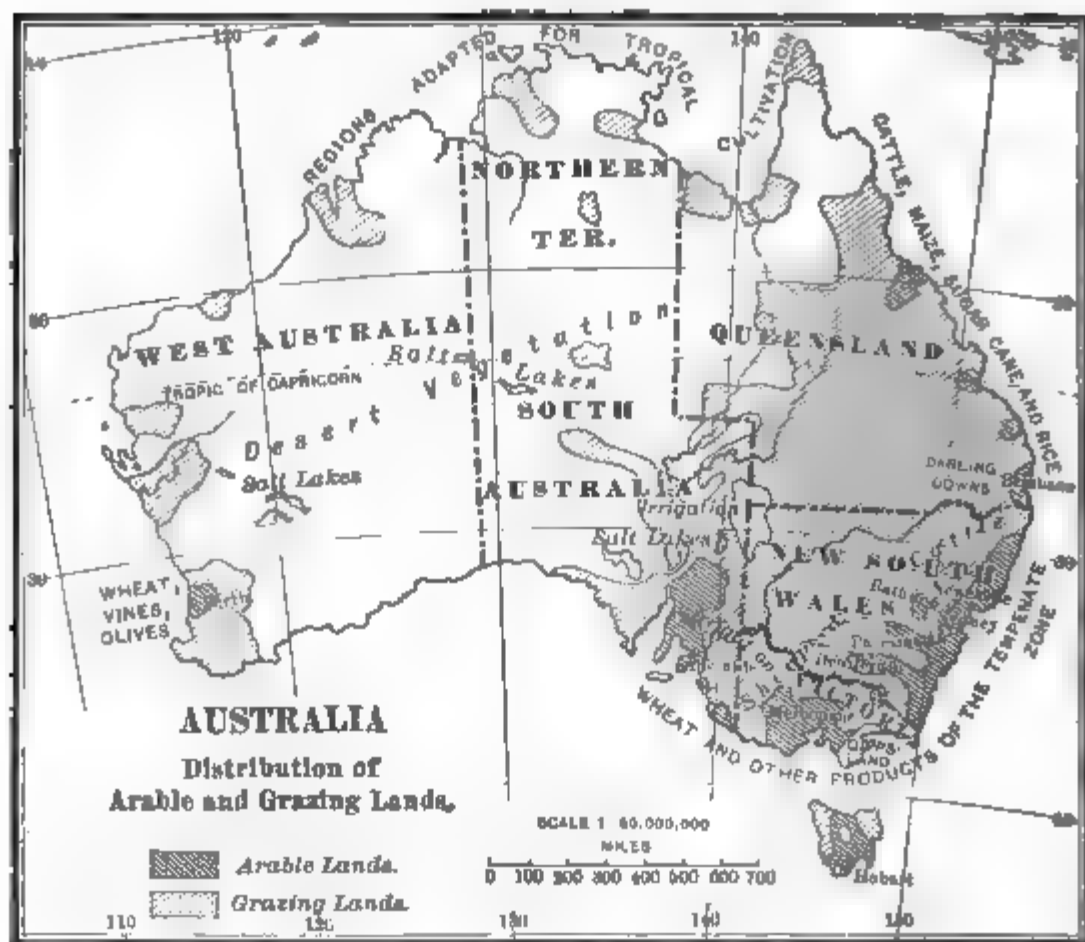 REGIONS ADAPTED FOR TROPICAL CULTIVATION
CATTLE, MAIZE, SUGAR CANE, AND RICE
NORTHERN
TER.
WEST AUSTRALIA
QUEENSLAND
TROPIC OF CAPRICORN
Desert Vegetation
Salt Lakes
Salt Lakes
SOUTH
AUSTRALIA
DARLING
DOWNS
Irrigation
Salt Lakes
NEW SOUTH
WALES
WHEAT,
VINES,
OLIVES
GIPPS-
LAND
WHEAT AND OTHER PRODUCTS OF THE TEMPERATE
ZONE
Hobart
AUSTRALIA
Distribution of
Arable and Grazing Lands.
Arable Lands.
Grazing Lands.
MILES
0 100 200 300 400 500 600 700
110 120 130 140 150